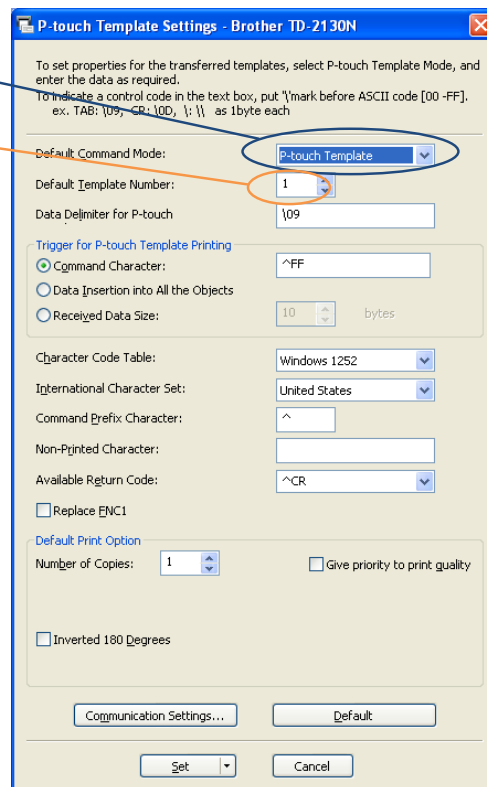 P-touch Template Settings - Brother TD-2130N
To set properties for the transferred templates, select P-touch Template Mode, and
enter the data as required.
To indicate a control code in the text box, put '\'mark before ASCII code [00 -FF].
ex. TAB: \09, CR: \0D, \: \\ as 1byte
each
Default Command Mode: P-touch Template
Default Template Number: 1
Data Delimiter for P-touch \09
Trigger for P-touch Template Printing
Command Character: ^FF
Data Insertion into All the Objects
Received Data Size: 10 bytes
Character Code Table: Windows 1252
International Character Set: United States
Command Prefix Character: ^
Non-Printed Character:
Available Return Code: ^CR
Replace FNC1
Default Print Option
Number of Copies: 1 Give priority to print quality
Inverted 180 Degrees
Communication Settings... Default
Set Cancel